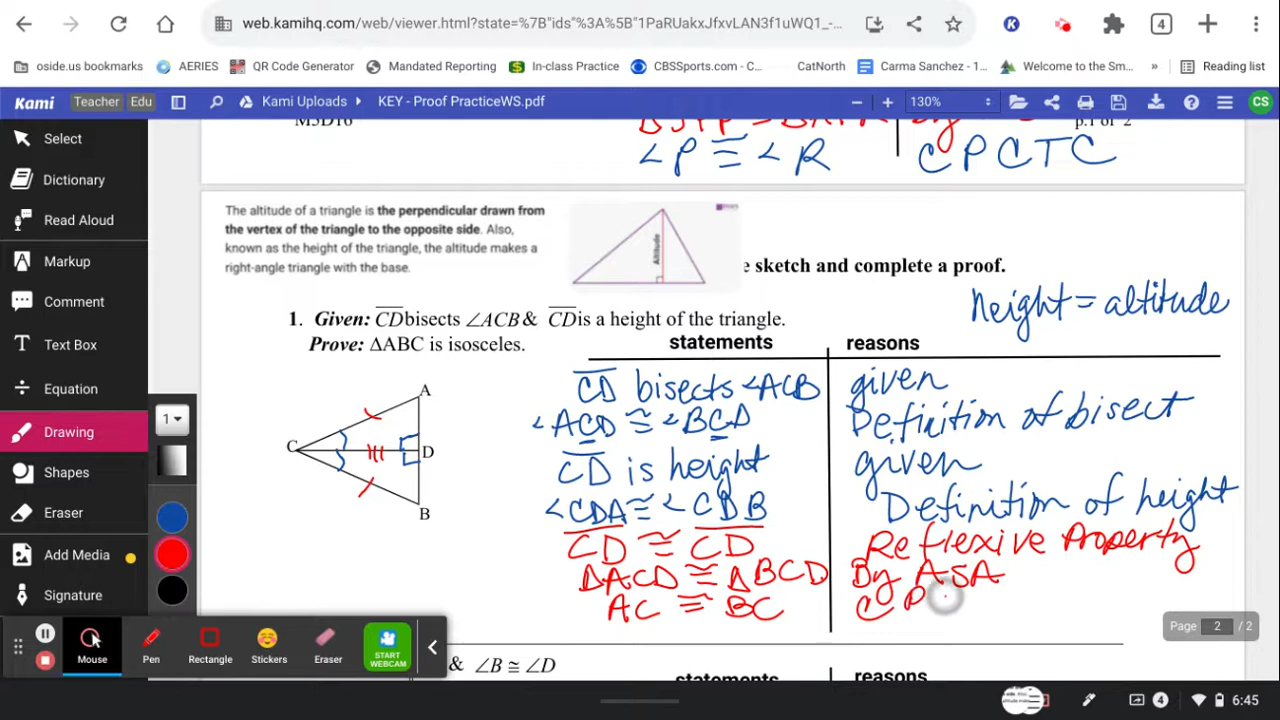 web.kamihq.com/web/viewer.html?state=%7B"ids"%3A%5B"1PaRUakxJfxvLAN3f1uWQ1_-...
oside.us bookmarks AERIES QR Code Generator Mandated Reporting In-class Practice CBSSports.com - C... CatNorth Carma Sanchez - 1... Welcome to the Sm... » Reading list
Kami Teacher Edu Kami Uploads KEY - Proof PracticeWS.pdf 130% CS
Select
Dictionary
Read Aloud
Markup
Comment
Text Box
Equation
Drawing
Shapes
Eraser
Add Media
Signature
1
p.1 of 2
By
∠P ≅ ∠R CPCTC
The altitude of a triangle is the perpendicular drawn from
the vertex of the triangle to the opposite side. Also,
known as the height of the triangle, the altitude makes a
right-angle triangle with the base.
Altitude
e sketch and complete a proof.
height = altitude
1. Given: CD bisects ∠ACB & CD is a height of the triangle.
Prove: ΔABC is isosceles.
statements reasons
CD bisects ∠ACB given
∠ACD ≅ ∠BCD Definition of bisect
CD is height given
∠CDA ≅ ∠CDB Definition of height
CD ≅ CD Reflexive Property
ΔACD ≅ ΔBCD By ASA
AC ≅ BC CP
A
C
D
B
Page 2 / 2
& ∠B ≅ ∠D
statements reasons
Mouse Pen Rectangle Stickers Eraser START WEBCAM
4 6:45